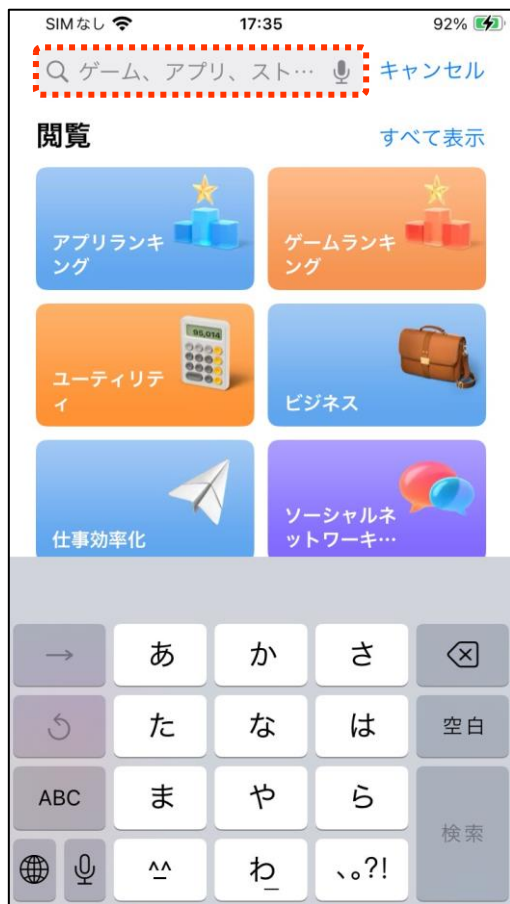 SIMなし 17:35 92%
ゲーム、アプリ、スト… キャンセル
閲覧 すべて表示
アプリランキ
ング
ゲームランキ
ング
95,014
ユーティリテ
ィ
ビジネス
仕事効率化
ソーシャルネ
ットワーキ…
→ あ か さ
た な は 空白
ABC ま や ら
検索
^^ わ_ 、。?!